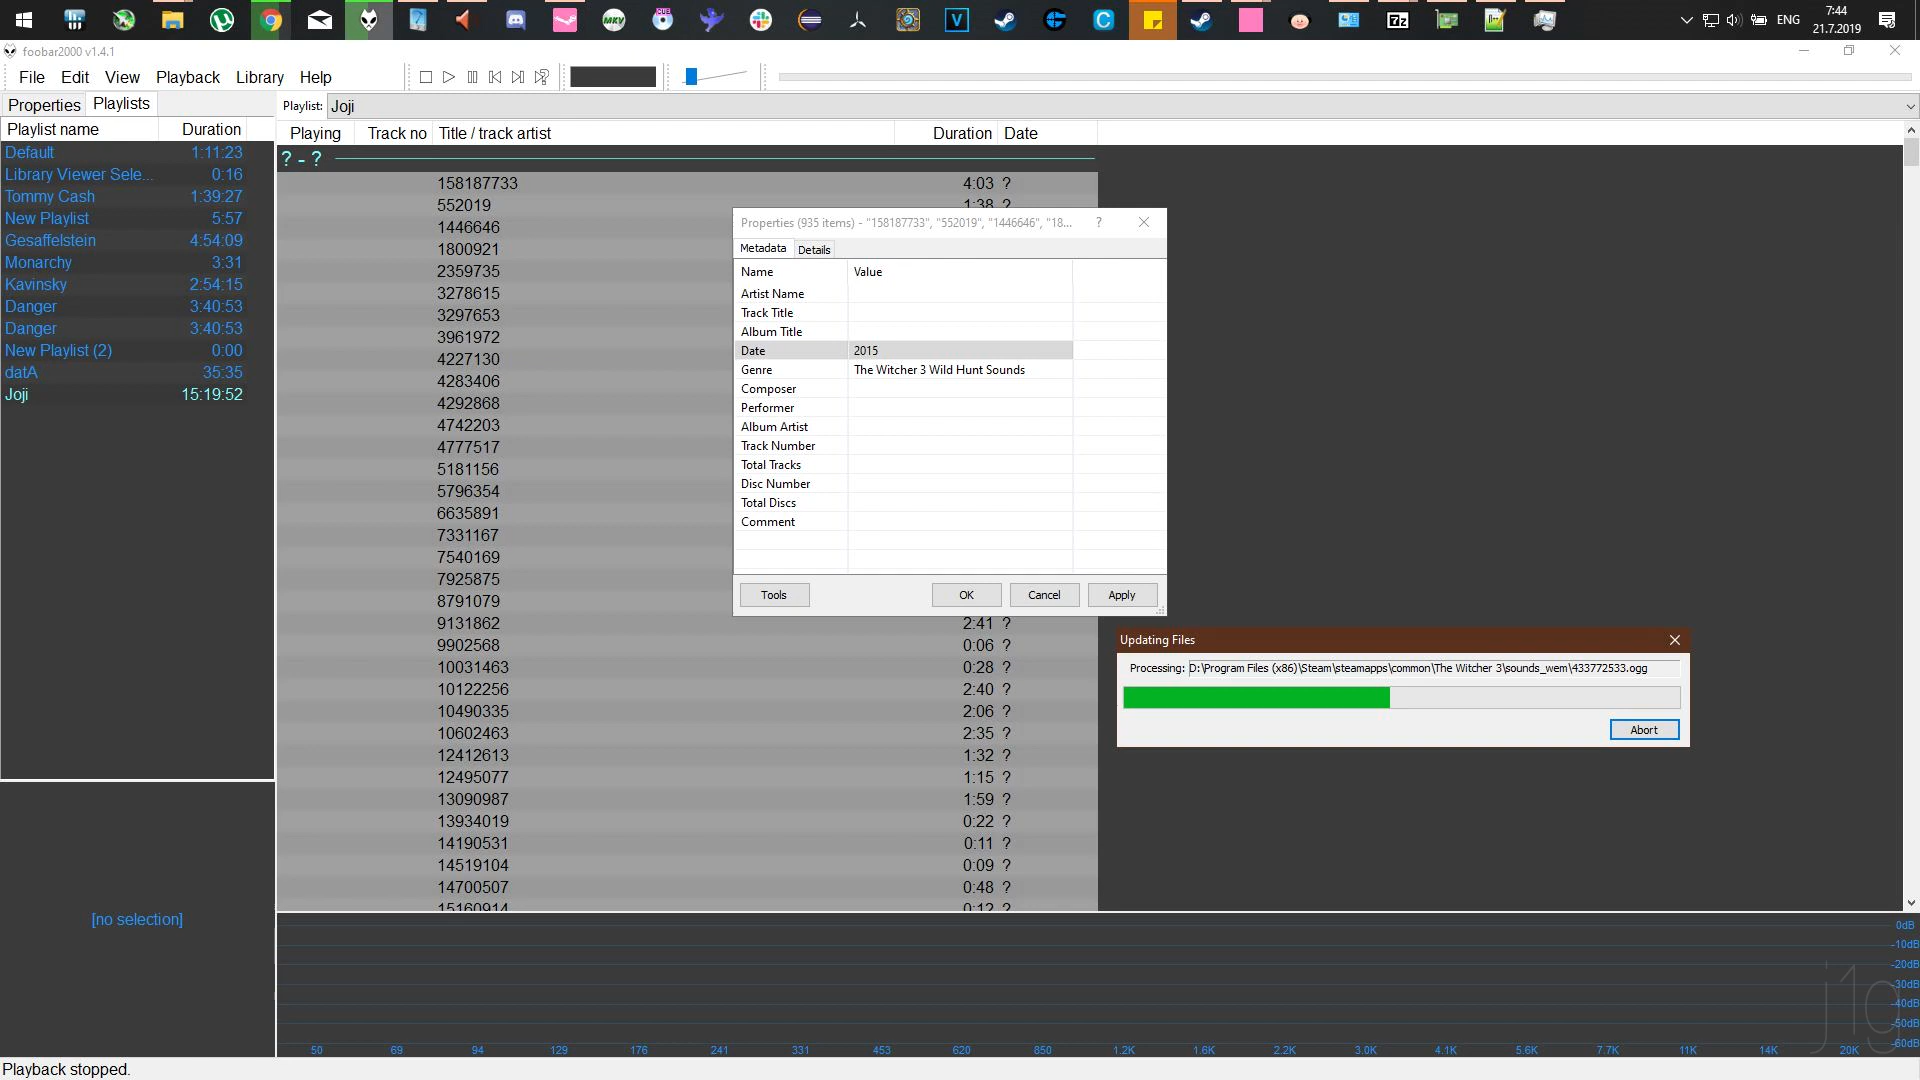 7:44
ENG
21.7.2019
foobar2000 v1.4.1
File Edit View Playback Library Help
Properties Playlists
Playlist: Joji
Playlist name Duration
Default 1:11:23
Library Viewer Sele... 0:16
Tommy Cash 1:39:27
New Playlist 5:57
Gesaffelstein 4:54:09
Monarchy 3:31
Kavinsky 2:54:15
Danger 3:40:53
Danger 3:40:53
New Playlist (2) 0:00
datA 35:35
Joji 15:19:52
[no selection]
Playing Track no Title / track artist Duration Date
? - ?
158187733 4:03 ?
552019 1:38 ?
1446646
1800921
2359735
3278615
3297653
3961972
4227130
4283406
4292868
4742203
4777517
5181156
5796354
6635891
7331167
7540169
7925875
8791079
9131862 2:41 ?
9902568 0:06 ?
10031463 0:28 ?
10122256 2:40 ?
10490335 2:06 ?
10602463 2:35 ?
12412613 1:32 ?
12495077 1:15 ?
13090987 1:59 ?
13934019 0:22 ?
14190531 0:11 ?
14519104 0:09 ?
14700507 0:48 ?
15160914 0:12 ?
Properties (935 items) - "158187733", "552019", "1446646", "18... ?
Metadata Details
Name Value
Artist Name
Track Title
Album Title
Date 2015
Genre The Witcher 3 Wild Hunt Sounds
Composer
Performer
Album Artist
Track Number
Total Tracks
Disc Number
Total Discs
Comment
Tools OK Cancel Apply
Updating Files
Processing: D:\Program Files (x86)\Steam\steamapps\common\The Witcher 3\sounds_wem\433772533.ogg
Abort
0dB
-10dB
-20dB
-30dB
-40dB
-50dB
-60dB
50 69 94 129 176 241 331 453 620 850 1.2K 1.6K 2.2K 3.0K 4.1K 5.6K 7.7K 11K 14K 20K
Playback stopped.